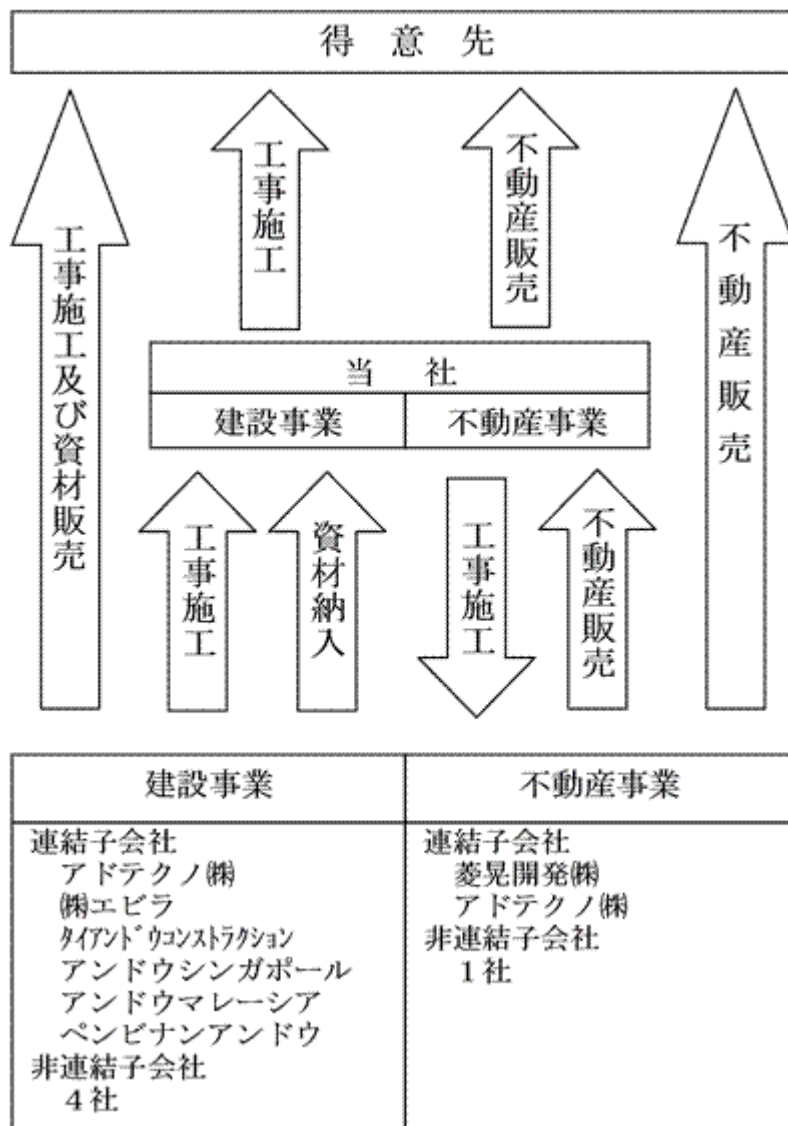 得意先
工事施工及び資材販売
工事施工
不動産販売
不動産販売
当社
建設事業
不動産事業
工事施工
資材納入
工事施工
不動産販売
建設事業
不動産事業
連結子会社
アドテクノ㈱
㈱エビラ
ﾀｲアンﾄﾞｳコンストラクション
アンドウシンガポール
アンドウマレーシア
ペンビナンアンドウ
非連結子会社
４社
連結子会社
菱晃開発㈱
アドテクノ㈱
非連結子会社
１社